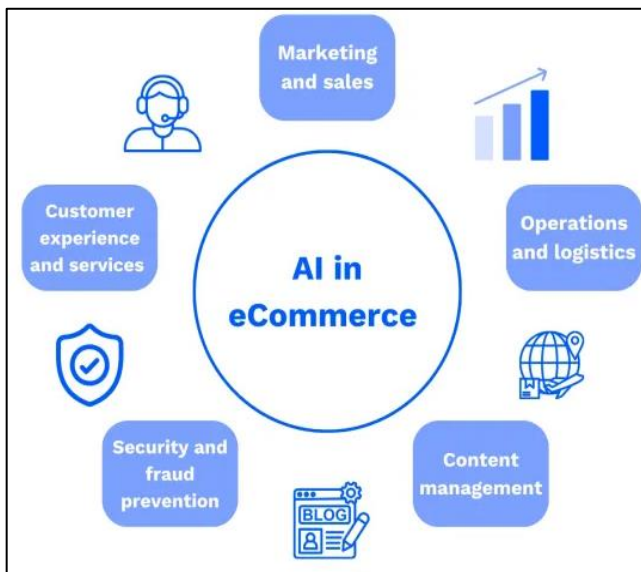 Marketing
and sales
Customer
experience
and services
Operations
and logistics
AI in
eCommerce
Security and
fraud
prevention
Content
management
BLOG